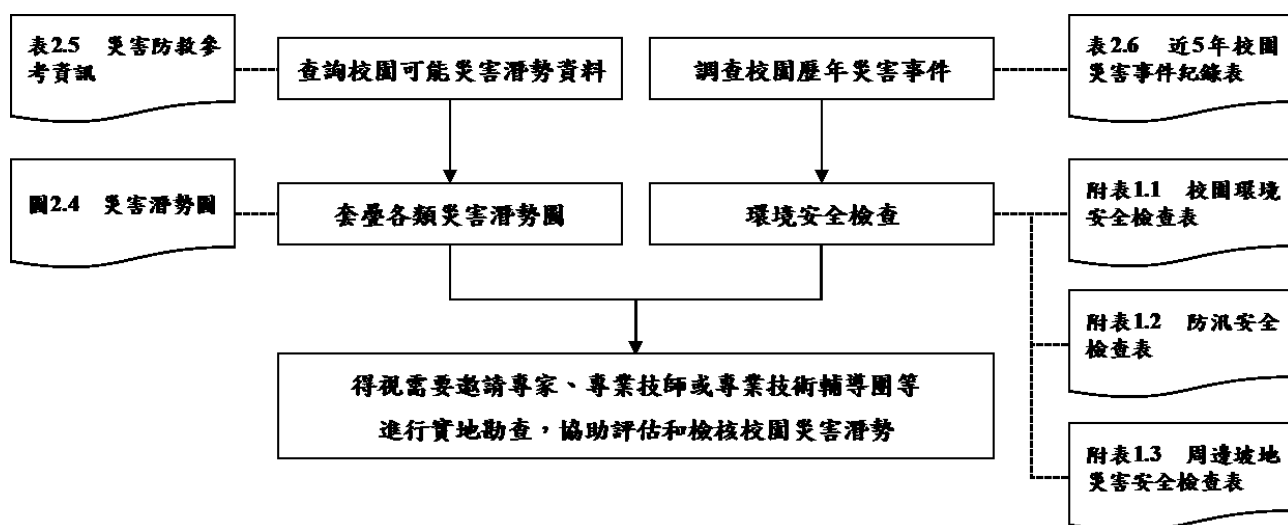 表2.5 災害防救參
考資訊
查詢校園可能災害潛勢資料
調查校園歷年災害事件
表2.6 近5年校園
災害事件紀錄表
圖2.4 災害潛勢圖
套疊各類災害潛勢圖
環境安全檢查
附表1.1 校園環境
安全檢查表
附表1.2 防汛安全
檢查表
得視需要邀請專家、專業技師或專業技術輔導團等
進行實地勘查，協助評估和檢核校園災害潛勢
附表1.3 周邊坡地
災害安全檢查表